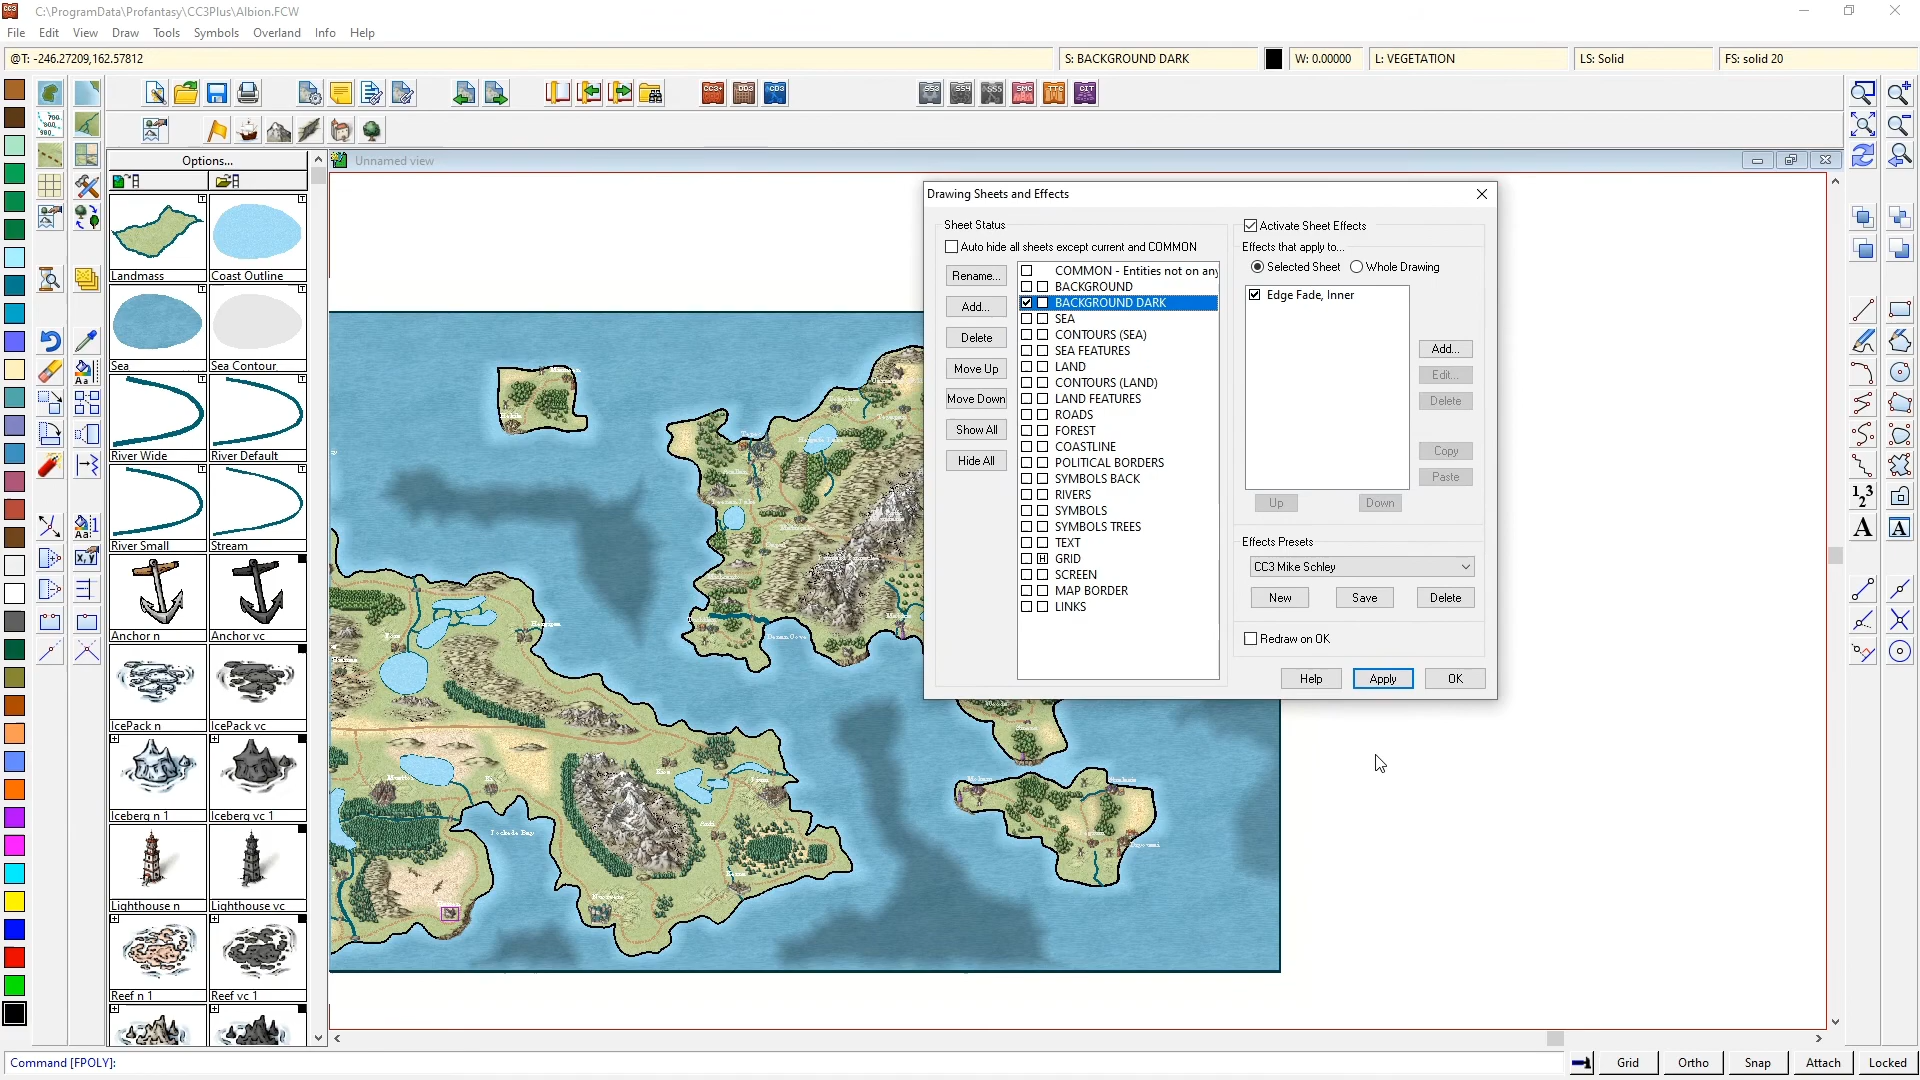 C:\ProgramData\Profantasy\CC3Plus\Albion.FCW
File Edit View Draw Tools Symbols Overland Info Help
@T: -246.27209,162.57812
S: BACKGROUND DARK
W: 0.00000
L: VEGETATION
LS: Solid
FS: solid 20
Options...
Unnamed view
Landmass
Coast Outline
Sea
Sea Contour
River Wide
River Default
River Small
Stream
Anchor n
Anchor vc
IcePack n
IcePack vc
Iceberg n 1
Iceberg vc 1
Lighthouse n
Lighthouse vc
Reef n 1
Reef vc 1
Drawing Sheets and Effects
Sheet Status
Auto hide all sheets except current and COMMON
Rename...
Add...
Delete
Move Up
Move Down
Show All
Hide All
COMMON - Entities not on any
BACKGROUND
BACKGROUND DARK
SEA
CONTOURS (SEA)
SEA FEATURES
LAND
CONTOURS (LAND)
LAND FEATURES
ROADS
FOREST
COASTLINE
POLITICAL BORDERS
SYMBOLS BACK
RIVERS
SYMBOLS
SYMBOLS TREES
TEXT
H GRID
SCREEN
MAP BORDER
LINKS
Activate Sheet Effects
Effects that apply to...
Selected Sheet
Whole Drawing
Edge Fade, Inner
Add...
Edit...
Delete
Copy
Paste
Up
Down
Effects Presets
CC3 Mike Schley
New
Save
Delete
Redraw on OK
Help
Apply
OK
Command [FPOLY]:
Grid
Ortho
Snap
Attach
Locked